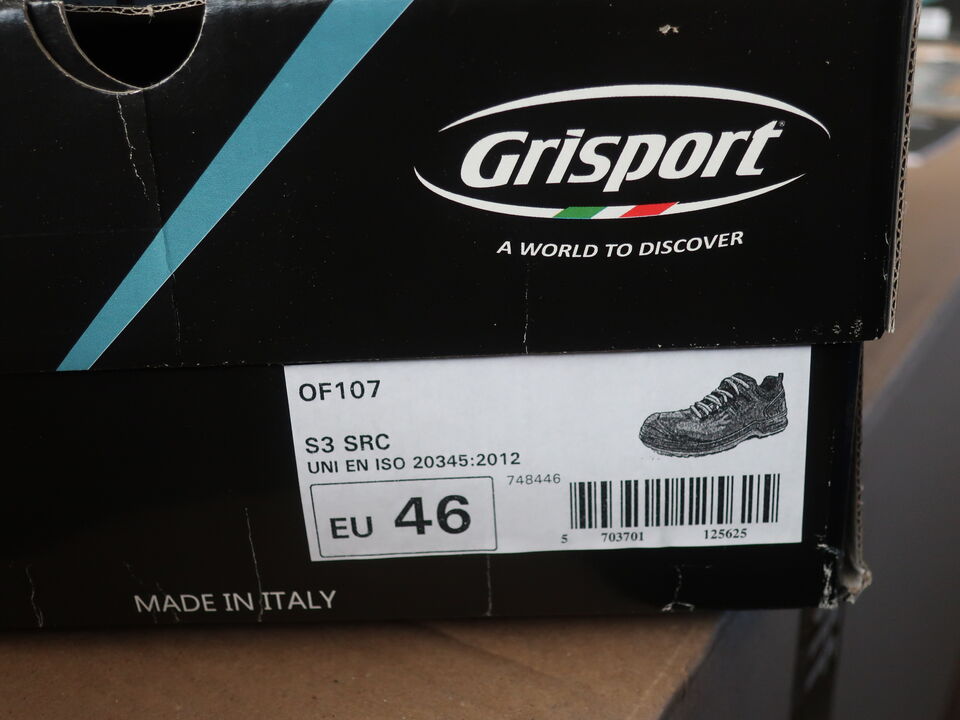 Grisport®
A WORLD TO DISCOVER
OF107
S3 SRC
UNI EN ISO 20345:2012
748446
EU 46
5 703701 125625
MADE IN ITALY